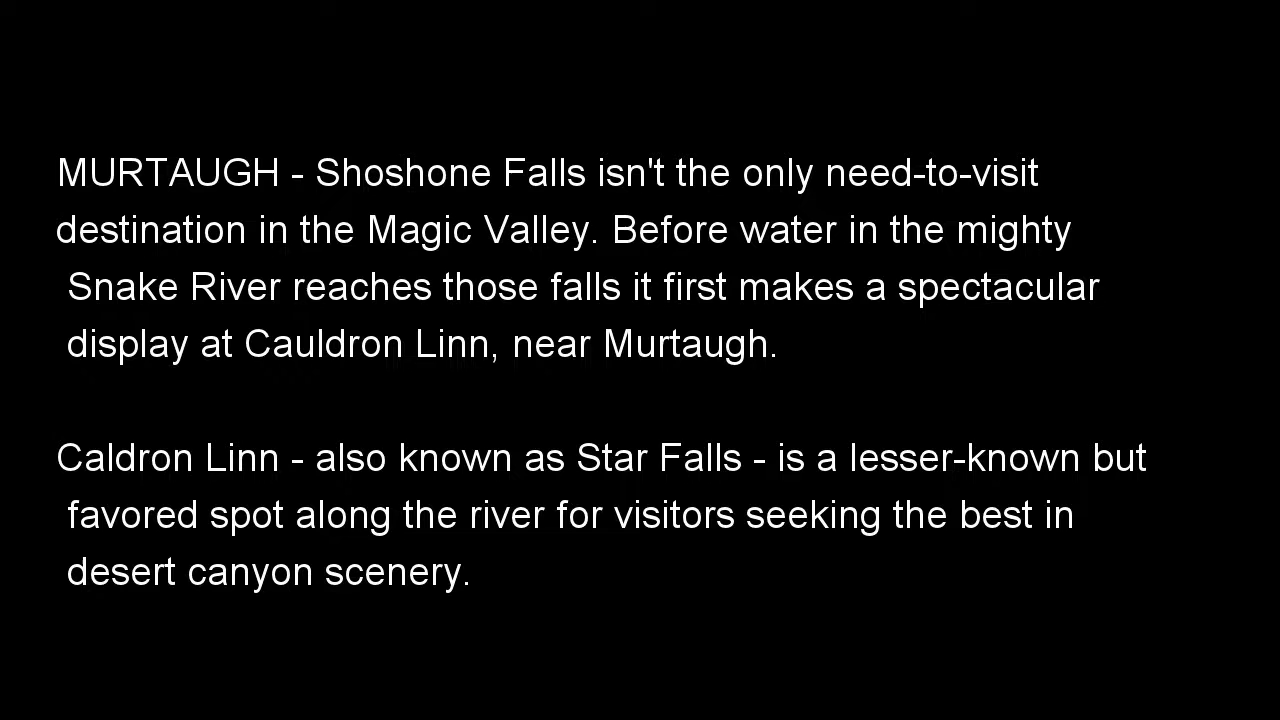 MURTAUGH - Shoshone Falls isn't the only need-to-visit
destination in the Magic Valley. Before water in the mighty
Snake River reaches those falls it first makes a spectacular
display at Cauldron Linn, near Murtaugh.
Caldron Linn - also known as Star Falls - is a lesser-known but
favored spot along the river for visitors seeking the best in
desert canyon scenery.